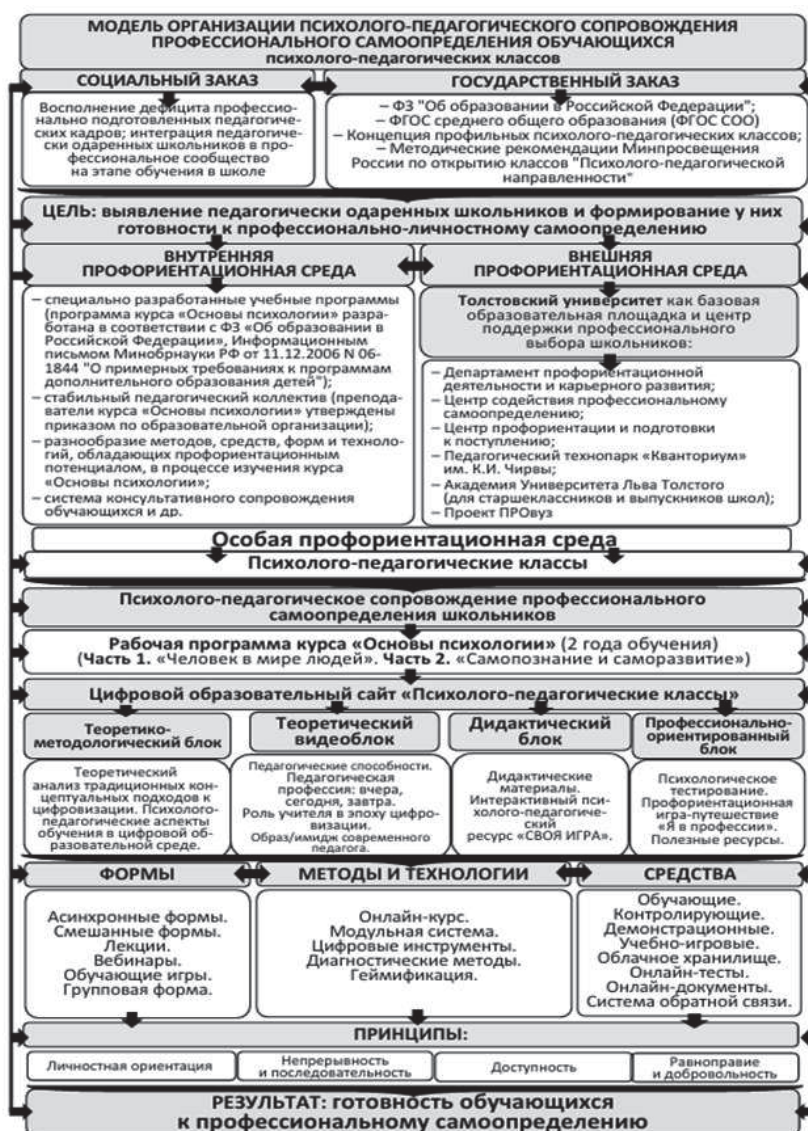 МОДЕЛЬ ОРГАНИЗАЦИИ ПСИХОЛОГО-ПЕДАГОГИЧЕСКОГО СОПРОВОЖДЕНИЯ
ПРОФЕССИОНАЛЬНОГО САМООПРЕДЕЛЕНИЯ ОБУЧАЮЩИХСЯ
психолого-педагогических классов
СОЦИАЛЬНЫЙ ЗАКАЗ
Восполнение дефицита профессио-
нально подготовленных педагоги-
ческих кадров; интеграция педагогиче-
ски одаренных школьников в про-
фессиональное сообщество
на этапе обучения в школе
ГОСУДАРСТВЕННЫЙ ЗАКАЗ
– ФЗ "Об образовании в Российской Федерации";
– ФГОС среднего общего образования (ФГОС СОО)
– Концепция профильных психолого-педагогических классов;
– Методические рекомендации Минпросвещения
России по открытию классов "Психолого-педагогической
направленности"
ЦЕЛЬ: выявление педагогически одаренных школьников и формирование у них
готовности к профессионально-личностному самоопределению
ВНУТРЕННЯЯ
ПРОФОРИЕНТАЦИОННАЯ СРЕДА
– специально разработанные учебные программы
(программа курса «Основы психологии» разра-
ботана в соответствии с ФЗ «Об образовании в
Российской Федерации», Информационным
письмом Минобрнауки РФ от 11.12.2006 N 06-
1844 "О примерных требованиях к программам
дополнительного образования детей");
– стабильный педагогический коллектив (препода-
ватели курса «Основы психологии» утверждены
приказом по образовательной организации);
– разнообразие методов, средств, форм и техноло-
гий, обладающих профориентационным
потенциалом, в процессе изучения курса
«Основы психологии»;
– система консультативного сопровождения
обучающихся и др.
ВНЕШНЯЯ
ПРОФОРИЕНТАЦИОННАЯ СРЕДА
Толстовский университет как базовая
образовательная площадка и центр
поддержки профессионального
выбора школьников:
– Департамент профориентационной
деятельности и карьерного развития;
– Центр содействия профессиональному
самоопределению;
– Центр профориентации и подготовки
к поступлению;
– Педагогический технопарк «Кванториум»
им. К.И. Чирвы;
– Академия Университета Льва Толстого
(для старшеклассников и выпускников школ);
– Проект ПРОвуз
Особая профориентационная среда
Психолого-педагогические классы
Психолого-педагогическое сопровождение профессионального
самоопределения школьников
Рабочая программа курса «Основы психологии» (2 года обучения)
(Часть 1. «Человек в мире людей». Часть 2. «Самопознание и саморазвитие»)
Цифровой образовательный сайт «Психолого-педагогические классы»
Теоретико-
методологический блок
Теоретический
анализ традиционных кон-
цептуальных подходов к
цифровизации. Психолого-
педагогические аспекты
обучения в цифровой об-
разовательной среде.
Теоретический
видеоблок
Педагогические способности.
Педагогическая
профессия: вчера,
сегодня, завтра.
Роль учителя в эпоху цифро-
визации.
Образ/имидж современного
педагога.
Дидактический
блок
Дидактические
материалы.
Интерактивный пси-
холого-педагогиче-
ский
ресурс «СВОЯ ИГРА».
Профессионально-
ориентированный
блок
Психологическое
тестирование.
Профориентационная
игра-путешествие
«Я в профессии».
Полезные ресурсы.
ФОРМЫ
Асинхронные формы.
Смешанные формы.
Лекции.
Вебинары.
Обучающие игры.
Групповая форма.
МЕТОДЫ И ТЕХНОЛОГИИ
Онлайн-курс.
Модульная система.
Цифровые инструменты.
Диагностические методы.
Геймификация.
СРЕДСТВА
Обучающие.
Контролирующие.
Демонстрационные.
Учебно-игровые.
Облачное хранилище.
Онлайн-тесты.
Онлайн-документы.
Система обратной связи.
ПРИНЦИПЫ:
Личностная ориентация
Непрерывность
и последовательность
Доступность
Равноправие
и добровольность
РЕЗУЛЬТАТ: готовность обучающихся
к профессиональному самоопределению